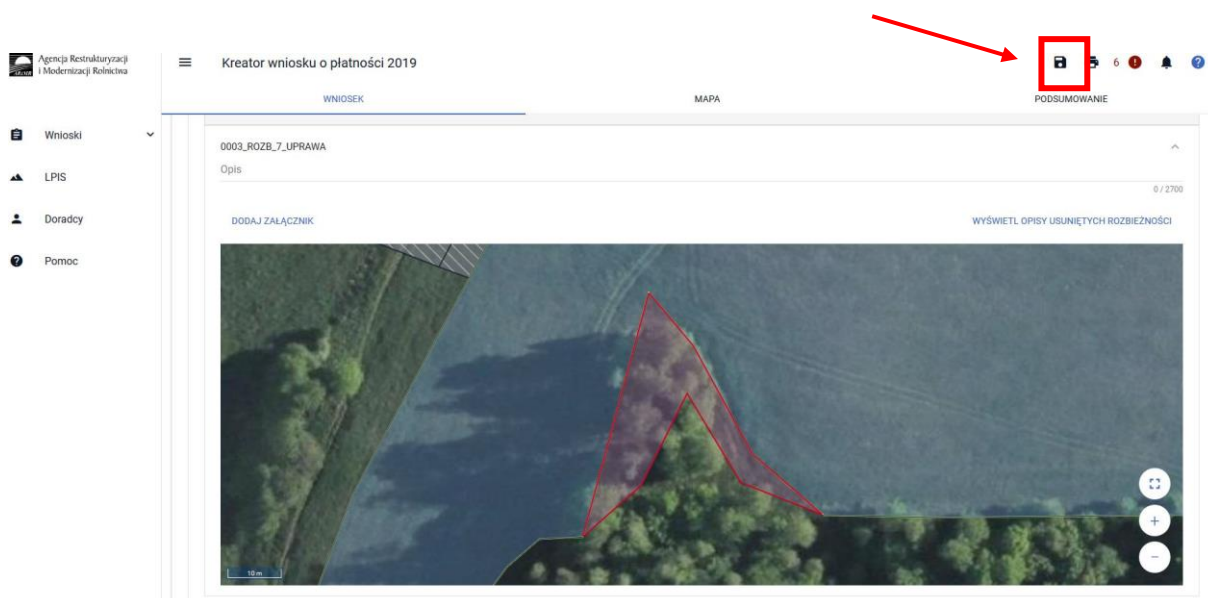 Agencja Restrukturyzacji
i Modernizacji Rolnictwa
ARiMR
Kreator wniosku o płatności 2019
6
WNIOSEK
MAPA
PODSUMOWANIE
Wnioski
LPIS
Doradcy
Pomoc
0003_ROZB_7_UPRAWA
Opis
0 / 2700
DODAJ ZAŁĄCZNIK
WYŚWIETL OPISY USUNIĘTYCH ROZBIEŻNOŚCI
10 m